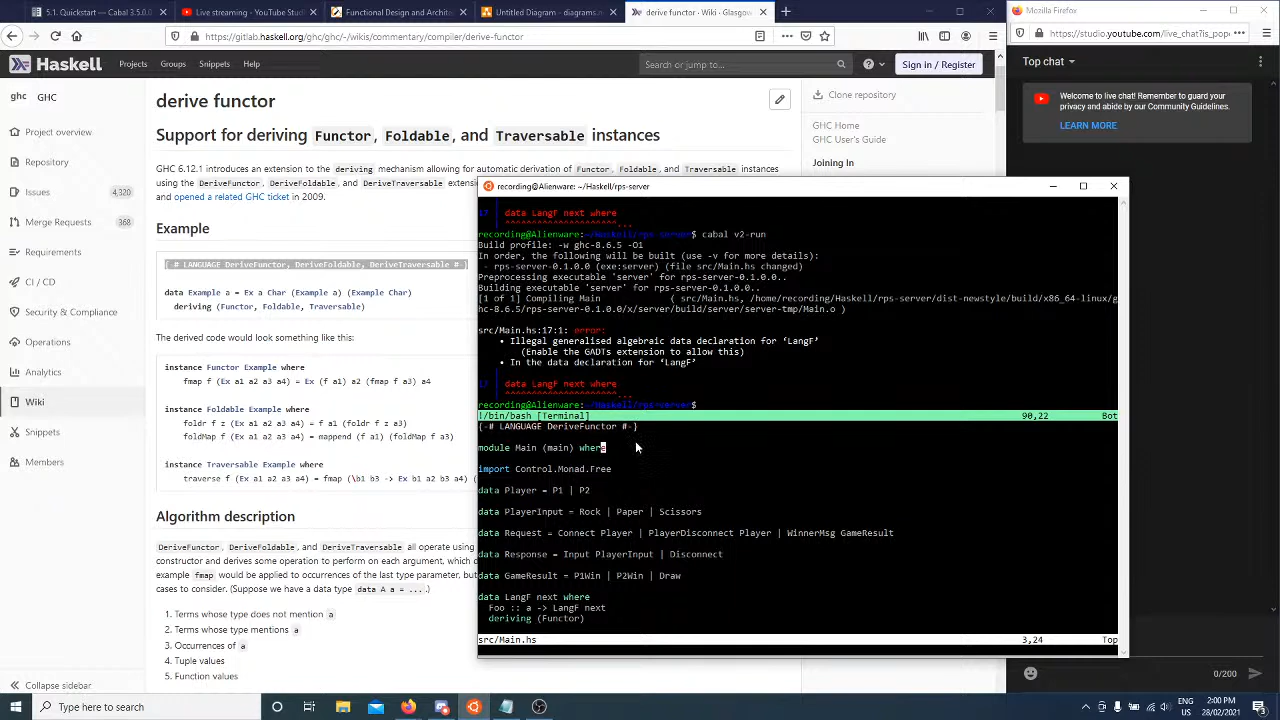 5.1. Quickstart — Cabal 3.5.0.0
Live streaming - YouTube Studio
Functional Design and Archite
Untitled Diagram - diagrams.n
derive functor - Wiki - Glasgow
Mozilla Firefox
https://gitlab.haskell.org/ghc/ghc/-/wikis/commentary/compiler/derive-functor
https://studio.youtube.com/live_chat?is_pop
Haskell
Projects
Groups
Snippets
Help
Search or jump to...
Sign in / Register
Top chat
Welcome to live chat! Remember to guard your
privacy and abide by our Community Guidelines.
LEARN MORE
ghc
GHC
Project overview
Repository
Issues
4,320
Merge Requests
368
Requirements
CI / CD
Security & Compliance
Operations
Analytics
Wiki
Snippets
Members
Collapse sidebar
derive functor
Support for deriving Functor, Foldable, and Traversable instances
GHC 6.12.1 introduces an extension to the deriving mechanism allowing for automatic derivation of Functor, Foldable, and Traversable instances
using the DeriveFunctor, DeriveFoldable, and DeriveTraversable exten
opened a related GHC ticket in 2009.
Example
{-# LANGUAGE DeriveFunctor, DeriveFoldable, DeriveTraversable #-}
data Example a = Ex a Char (Example a) (Example Char)
deriving (Functor, Foldable, Traversable)
The derived code would look something like this:
instance Functor Example where
fmap f (Ex a1 a2 a3 a4) = Ex (f a1) a2 (fmap f a3) a4
instance Foldable Example where
foldr f z (Ex a1 a2 a3 a4) = f a1 (foldr f z a3)
foldMap f (Ex a1 a2 a3 a4) = mappend (f a1) (foldMap f a3)
instance Traversable Example where
traverse f (Ex a1 a2 a3 a4) = fmap (\b1 b3 -> Ex b1 a2 b3 a4) (
Algorithm description
DeriveFunctor, DeriveFoldable, and DeriveTraversable all operate using
constructor and derives some operation to perform on each argument, which d
example fmap would be applied to occurrences of the last type parameter, but
cases to consider. (Suppose we have a data type data A a = ... .)
1. Terms whose type does not mention a
2. Terms whose type mentions a
3. Occurrences of a
4. Tuple values
5. Function values
Clone repository
GHC Home
GHC User's Guide
Joining In
recording@Alienware: ~/Haskell/rps-server
17 | data LangF next where
| ^^^^^^^^^^^^^^^^^^^^^...
recording@Alienware:~/Haskell/rps-server$ cabal v2-run
Build profile: -w ghc-8.6.5 -O1
In order, the following will be built (use -v for more details):
- rps-server-0.1.0.0 (exe:server) (file src/Main.hs changed)
Preprocessing executable 'server' for rps-server-0.1.0.0..
Building executable 'server' for rps-server-0.1.0.0..
[1 of 1] Compiling Main ( src/Main.hs, /home/recording/Haskell/rps-server/dist-newstyle/build/x86_64-linux/g
hc-8.6.5/rps-server-0.1.0.0/x/server/build/server/server-tmp/Main.o )
src/Main.hs:17:1: error:
• Illegal generalised algebraic data declaration for ‘LangF’
(Enable the GADTs extension to allow this)
• In the data declaration for ‘LangF’
17 | data LangF next where
| ^^^^^^^^^^^^^^^^^^^^^...
recording@Alienware:~/Haskell/rps-server$
!/bin/bash [Terminal] 90,22 Bot
{-# LANGUAGE DeriveFunctor #-}
module Main (main) where
import Control.Monad.Free
data Player = P1 | P2
data PlayerInput = Rock | Paper | Scissors
data Request = Connect Player | PlayerDisconnect Player | WinnerMsg GameResult
data Response = Input PlayerInput | Disconnect
data GameResult = P1Win | P2Win | Draw
data LangF next where
Foo :: a -> LangF next
deriving (Functor)
src/Main.hs 3,24 Top
0/200
Type here to search
ENG
US
2:00 PM
28/02/2021